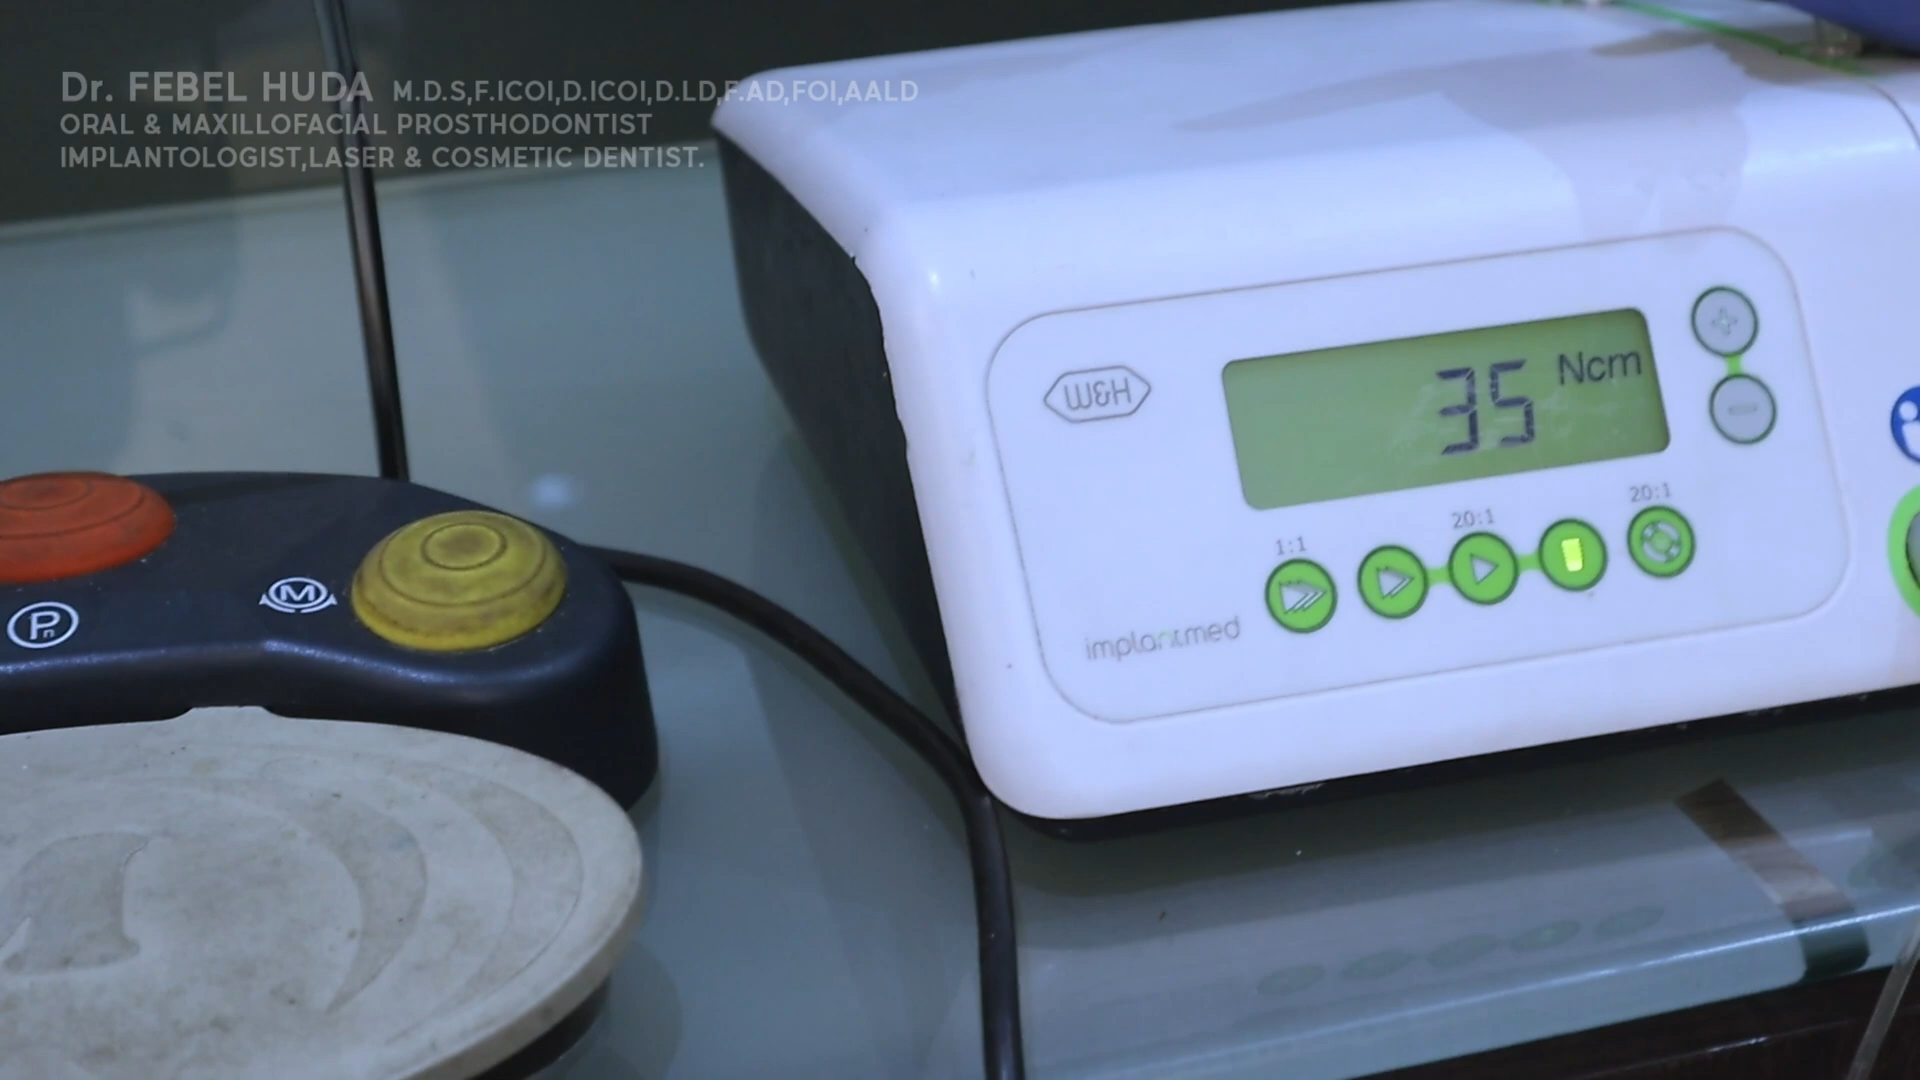 Dr. FEBEL HUDA M.D.S,F.ICOI,D.ICOI,D.LD,F.AD,FOI,AALD
ORAL & MAXILLOFACIAL PROSTHODONTIST
IMPLANTOLOGIST,LASER & COSMETIC DENTIST.
W&H
35 Ncm
1:1
20:1
20:1
implantmed
M
Pn